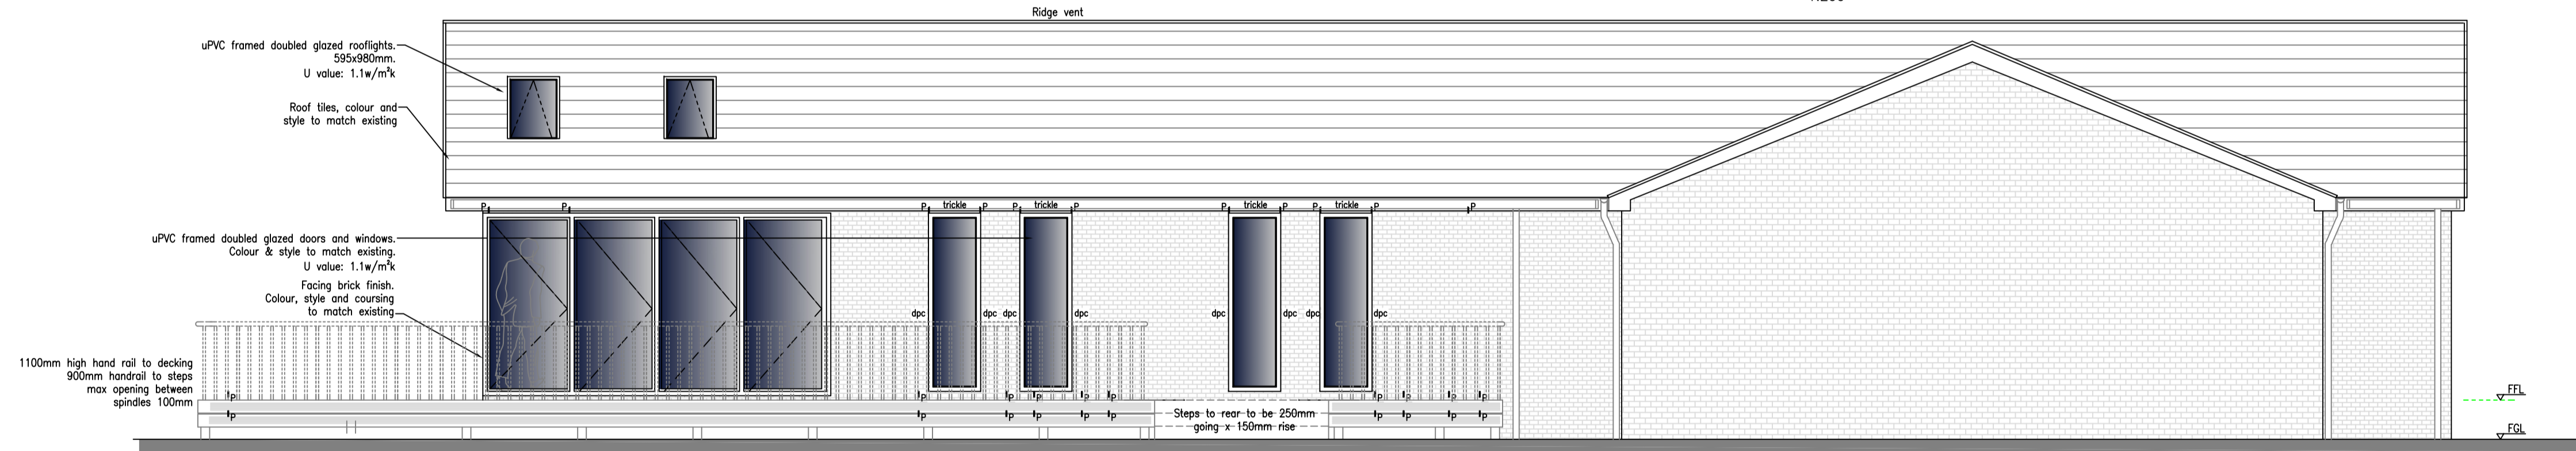 Ridge vent
uPVC framed doubled glazed rooflights.
595x980mm.
U value: 1.1w/m²k
Roof tiles, colour and
style to match existing
P P P trickle P P trickle P P trickle P P trickle P P
uPVC framed doubled glazed doors and windows.
Colour & style to match existing.
U value: 1.1w/m²k
Facing brick finish.
Colour, style and coursing
to match existing
dpc dpc dpc dpc dpc dpc dpc dpc
1100mm high hand rail to decking
900mm handrail to steps
max opening between
spindles 100mm
P P P P P P P P P P
P P P P P P P P P P
Steps to rear to be 250mm
going x 150mm rise
FFL
FGL